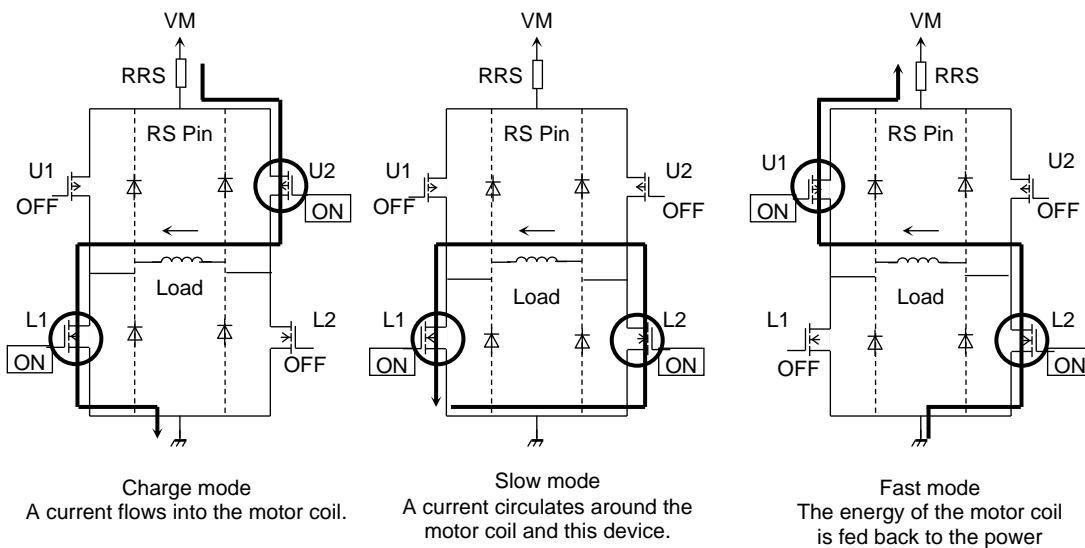 VM
RRS
RS Pin
U1
U2
OFF
ON
Load
L1
L2
ON
OFF
Charge mode
A current flows into the motor coil.
VM
RRS
RS Pin
U1
U2
OFF
OFF
Load
L1
L2
ON
ON
Slow mode
A current circulates around the
motor coil and this device.
VM
RRS
RS Pin
U1
U2
ON
OFF
Load
L1
L2
OFF
ON
Fast mode
The energy of the motor coil
is fed back to the power